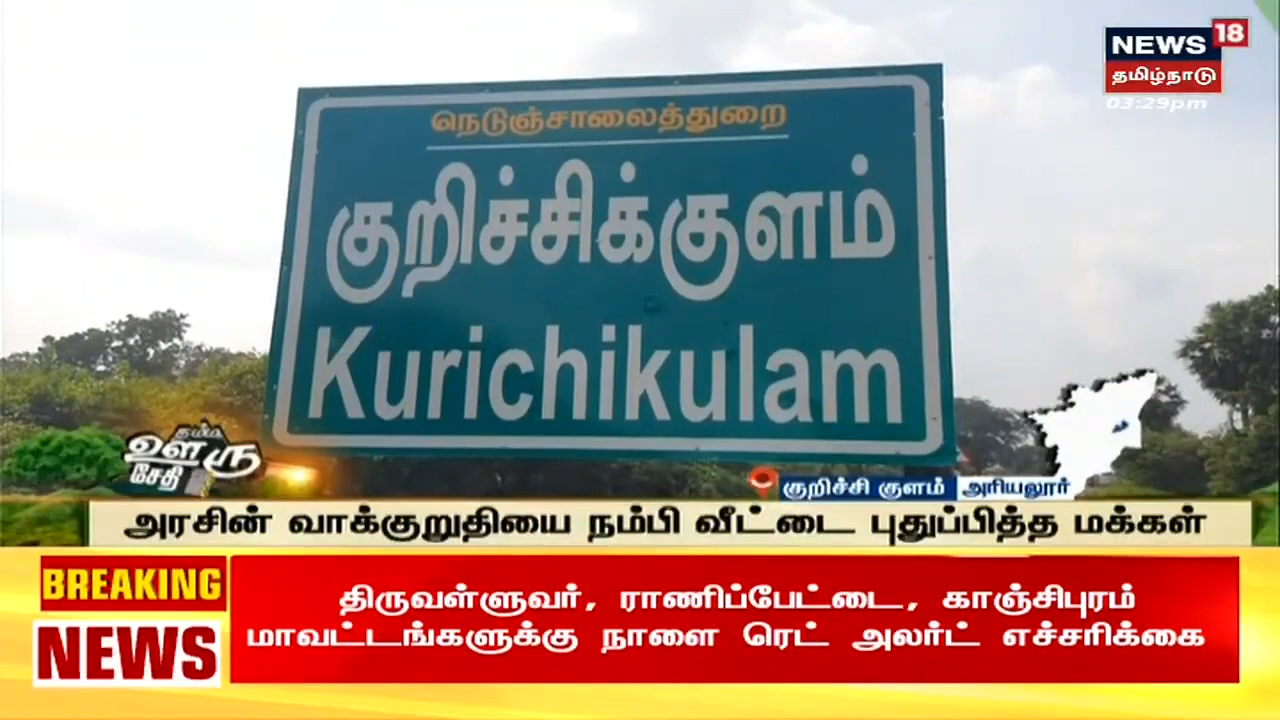 NEWS 18
தமிழ்நாடு
03:29pm
நெடுஞ்சாலைத்துறை
குறிச்சிக்குளம்
Kurichikulam
நம்ம
ஊரு
சேதி
குறிச்சி குளம் அரியலூர்
அரசின் வாக்குறுதியை நம்பி வீட்டை புதுப்பித்த மக்கள்
BREAKING
NEWS
திருவள்ளுவர், ராணிப்பேட்டை, காஞ்சிபுரம்
மாவட்டங்களுக்கு நாளை ரெட் அலர்ட் எச்சரிக்கை